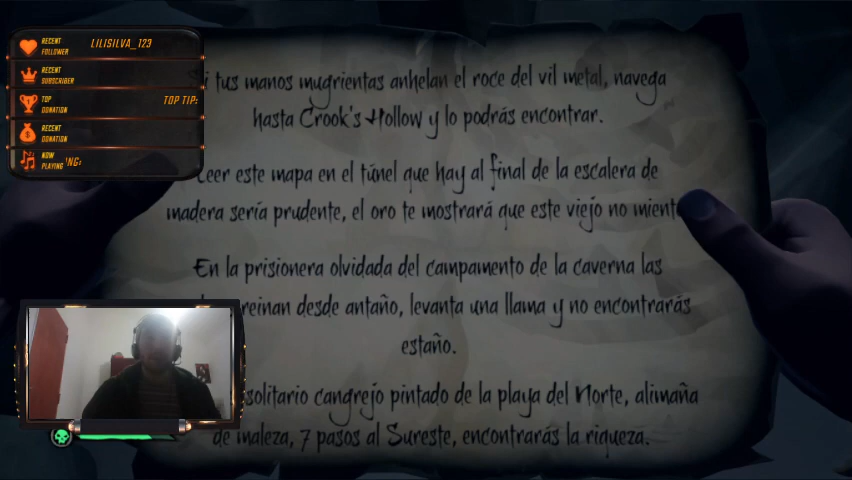 RECENT
FOLLOWER
LILISILVA_123
RECENT
SUBSCRIBER
TOP
DONATION
TOP TIP:
RECENT
DONATION
NOW
PLAYING
NG:
tus manos mugrientas anhelan el roce del vil metal, navega
hasta Crook's Hollow y lo podrás encontrar.
Leer este mapa en el túnel que hay al final de la escalera de
madera sería prudente, el oro te mostrará que este viejo no miente
En la prisionera olvidada del campamento de la caverna las
reinan desde antaño, levanta una llama y no encontrarás
estaño.
solitario cangrejo pintado de la playa del Norte, alimaña
de maleza, 7 pasos al Sureste, encontrarás la riqueza.